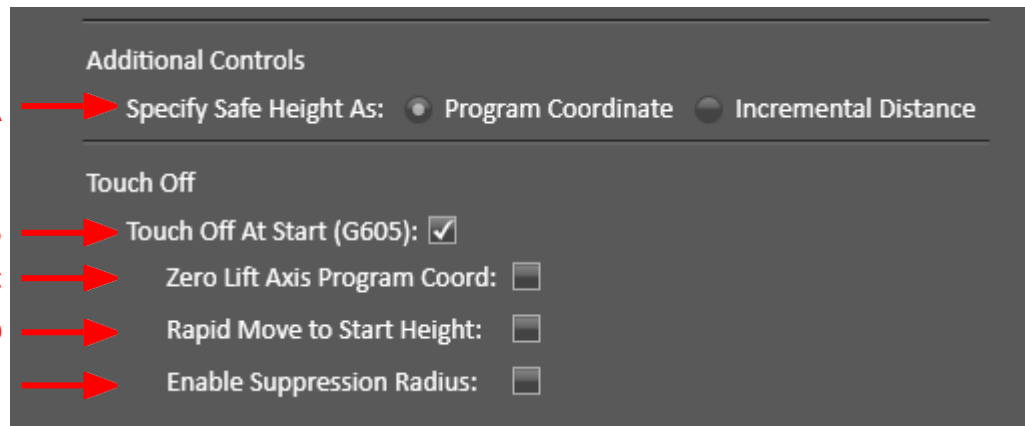 Additional Controls
Specify Safe Height As: Program Coordinate Incremental Distance
Touch Off
Touch Off At Start (G605):
Zero Lift Axis Program Coord:
Rapid Move to Start Height:
Enable Suppression Radius: